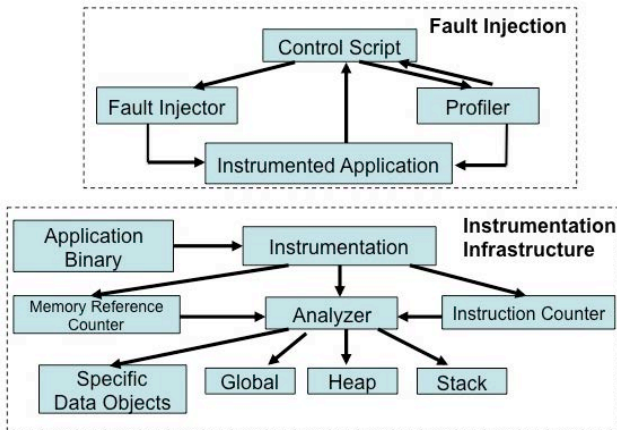 Fault Injection
Control Script
Fault Injector
Profiler
Instrumented Application
Instrumentation
Infrastructure
Application
Binary
Instrumentation
Memory Reference
Counter
Analyzer
Instruction Counter
Specific
Data Objects
Global
Heap
Stack